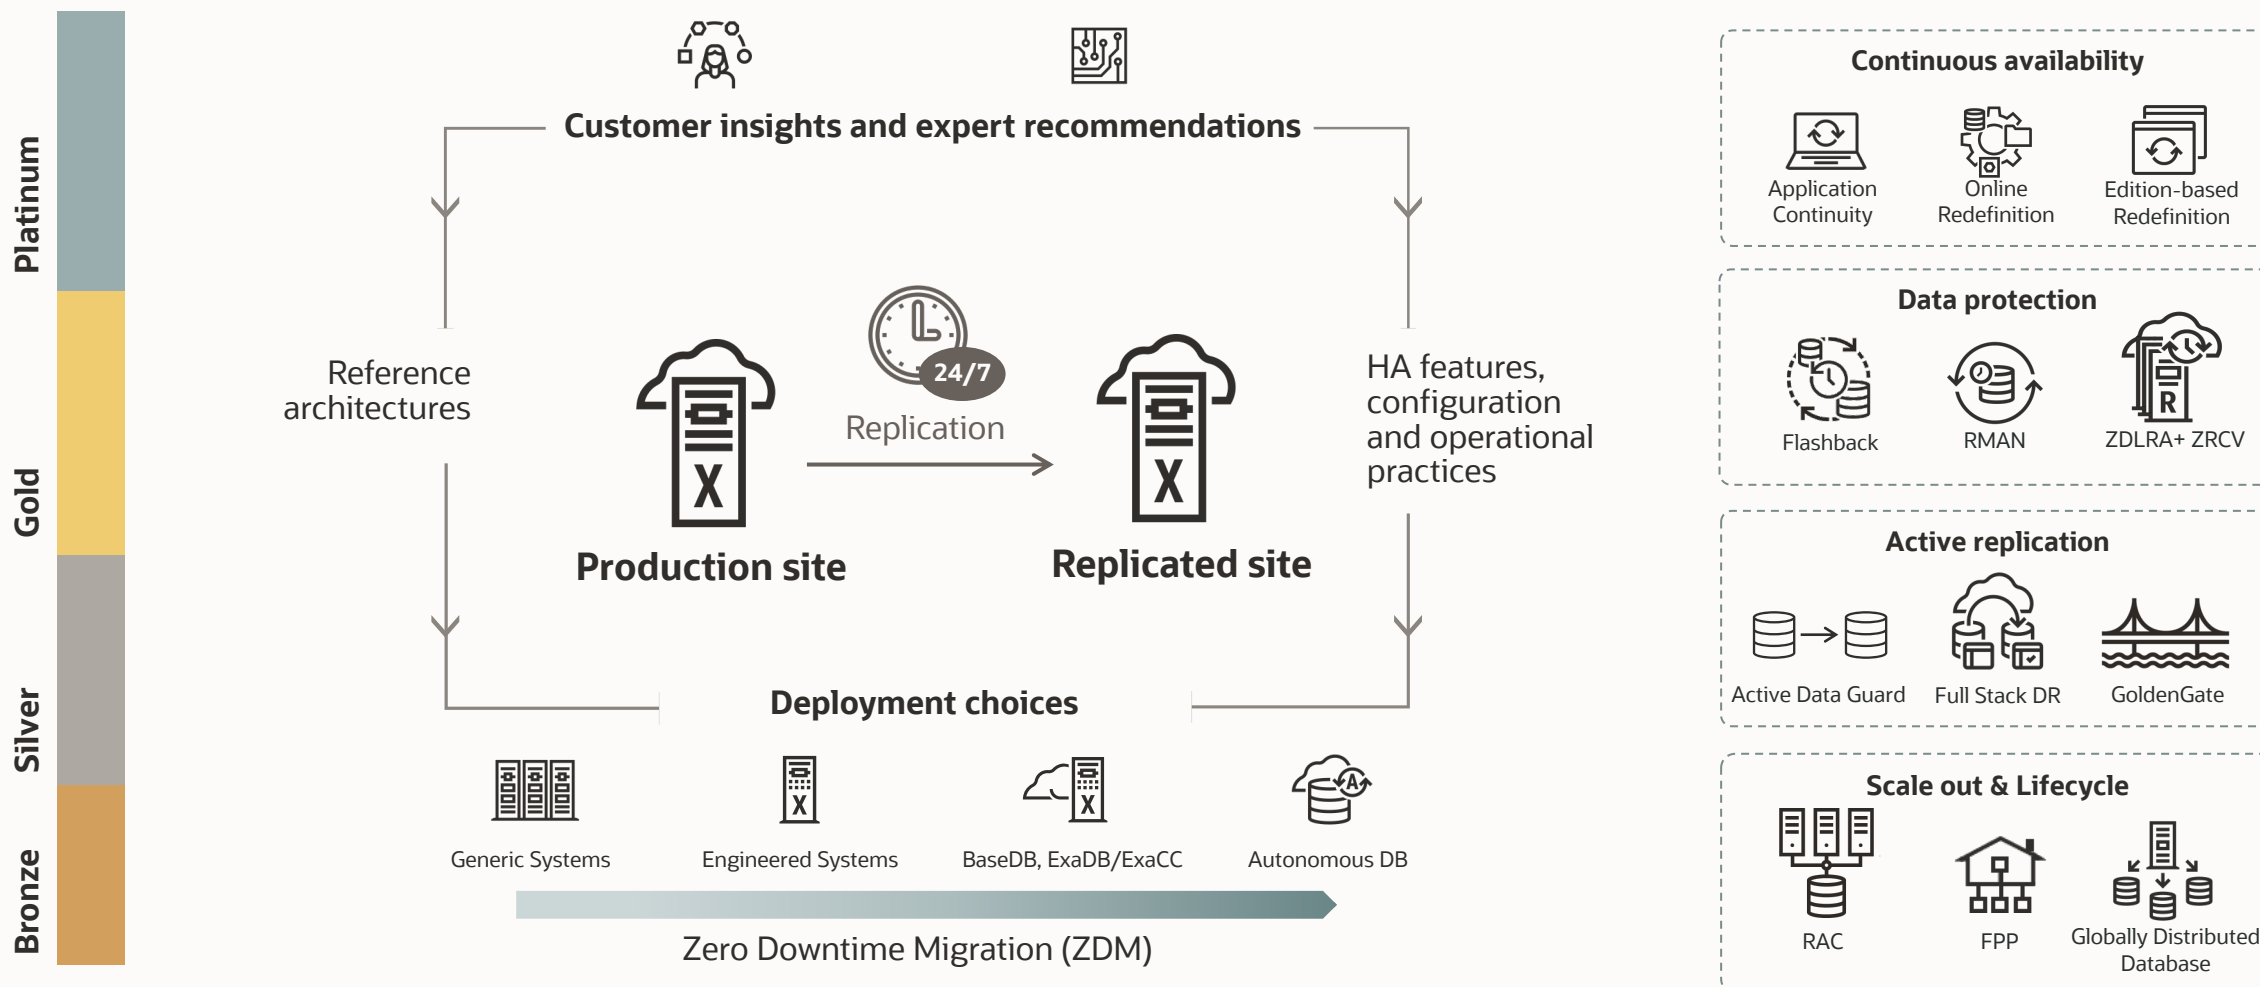 Platinum
Gold
Silver
Bronze
Customer insights and expert recommendations
Reference
architectures
24/7
Replication
X
Production site
X
Replicated site
HA features,
configuration
and operational
practices
Deployment choices
X
X
A
Generic Systems
Engineered Systems
BaseDB, ExaDB/ExaCC
Autonomous DB
Zero Downtime Migration (ZDM)
Continuous availability
Application
Continuity
Online
Redefinition
Edition-based
Redefinition
Data protection
R
Flashback
RMAN
ZDLRA+ ZRCV
Active replication
Active Data Guard
Full Stack DR
GoldenGate
Scale out & Lifecycle
RAC
FPP
Globally Distributed
Database